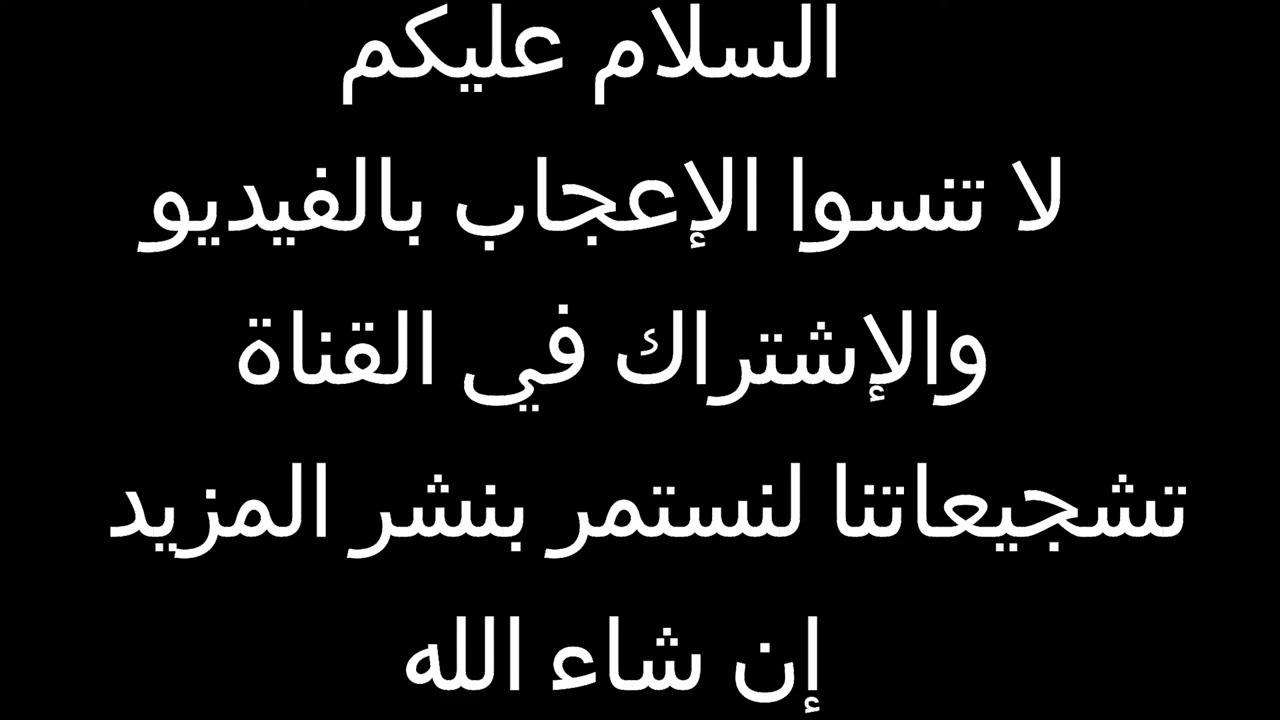 السلام عليكم
لا تنسوا الإعجاب بالفيديو
والإشتراك في القناة
تشجيعاتنا لنستمر بنشر المزيد
إن شاء الله